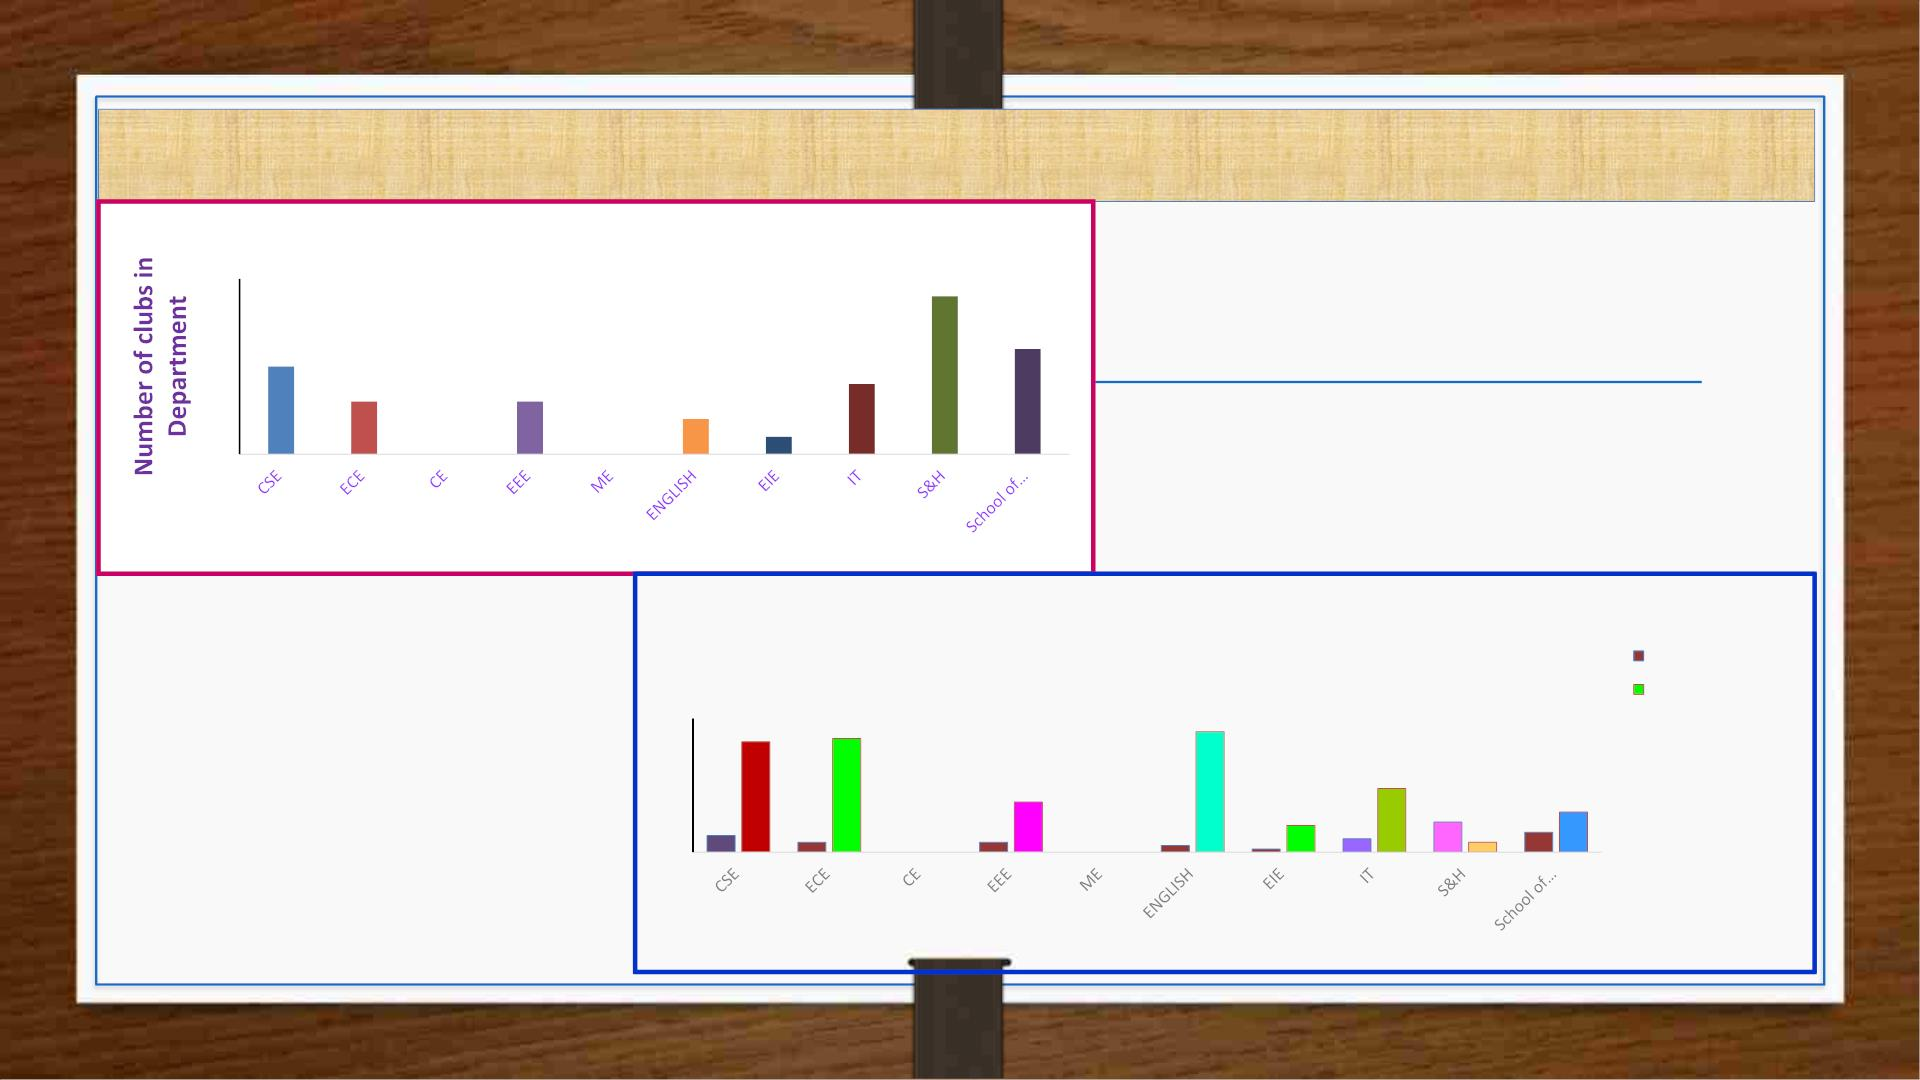 Number of clubs in
Department
CSE
ECE
CE
EEE
ME
ENGLISH
EIE
IT
S&H
School of...
CSE
ECE
CE
EEE
ME
ENGLISH
EIE
IT
S&H
School of...